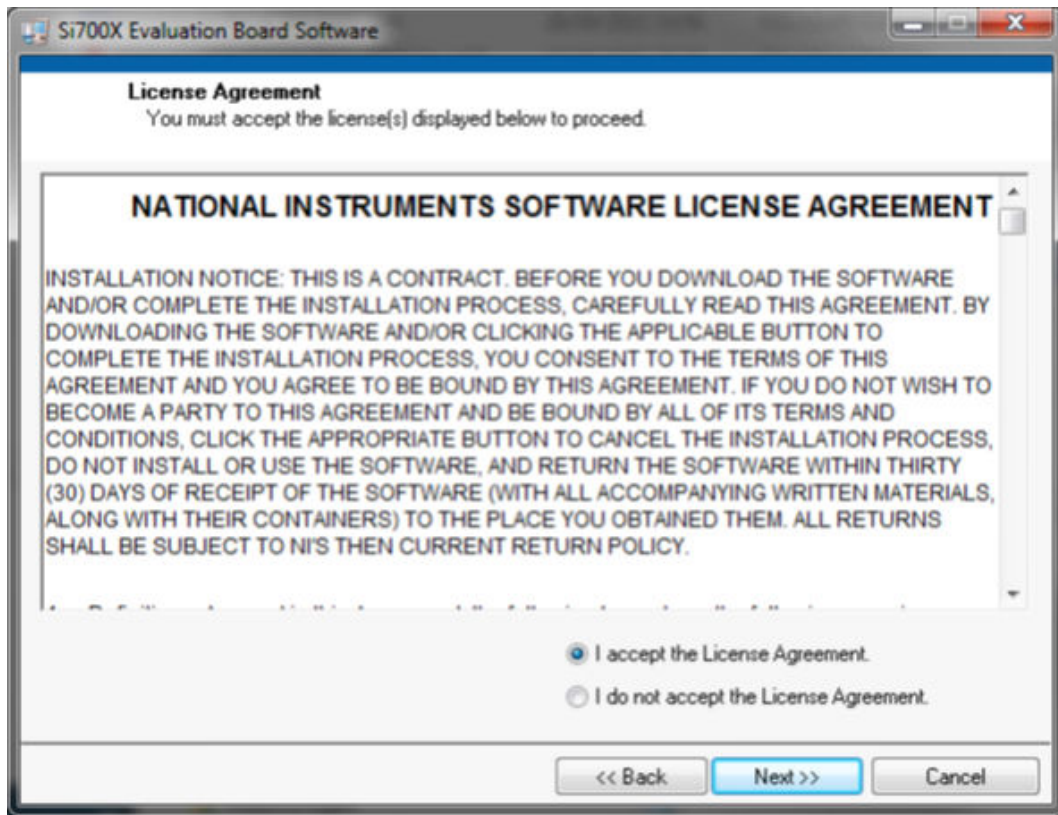 Si700X Evaluation Board Software
License Agreement
You must accept the license(s) displayed below to proceed.
NATIONAL INSTRUMENTS SOFTWARE LICENSE AGREEMENT
INSTALLATION NOTICE: THIS IS A CONTRACT. BEFORE YOU DOWNLOAD THE SOFTWARE
AND/OR COMPLETE THE INSTALLATION PROCESS, CAREFULLY READ THIS AGREEMENT. BY
DOWNLOADING THE SOFTWARE AND/OR CLICKING THE APPLICABLE BUTTON TO
COMPLETE THE INSTALLATION PROCESS, YOU CONSENT TO THE TERMS OF THIS
AGREEMENT AND YOU AGREE TO BE BOUND BY THIS AGREEMENT. IF YOU DO NOT WISH TO
BECOME A PARTY TO THIS AGREEMENT AND BE BOUND BY ALL OF ITS TERMS AND
CONDITIONS, CLICK THE APPROPRIATE BUTTON TO CANCEL THE INSTALLATION PROCESS,
DO NOT INSTALL OR USE THE SOFTWARE, AND RETURN THE SOFTWARE WITHIN THIRTY
(30) DAYS OF RECEIPT OF THE SOFTWARE (WITH ALL ACCOMPANYING WRITTEN MATERIALS,
ALONG WITH THEIR CONTAINERS) TO THE PLACE YOU OBTAINED THEM. ALL RETURNS
SHALL BE SUBJECT TO NI'S THEN CURRENT RETURN POLICY.
I accept the License Agreement.
I do not accept the License Agreement.
<< Back
Next >>
Cancel